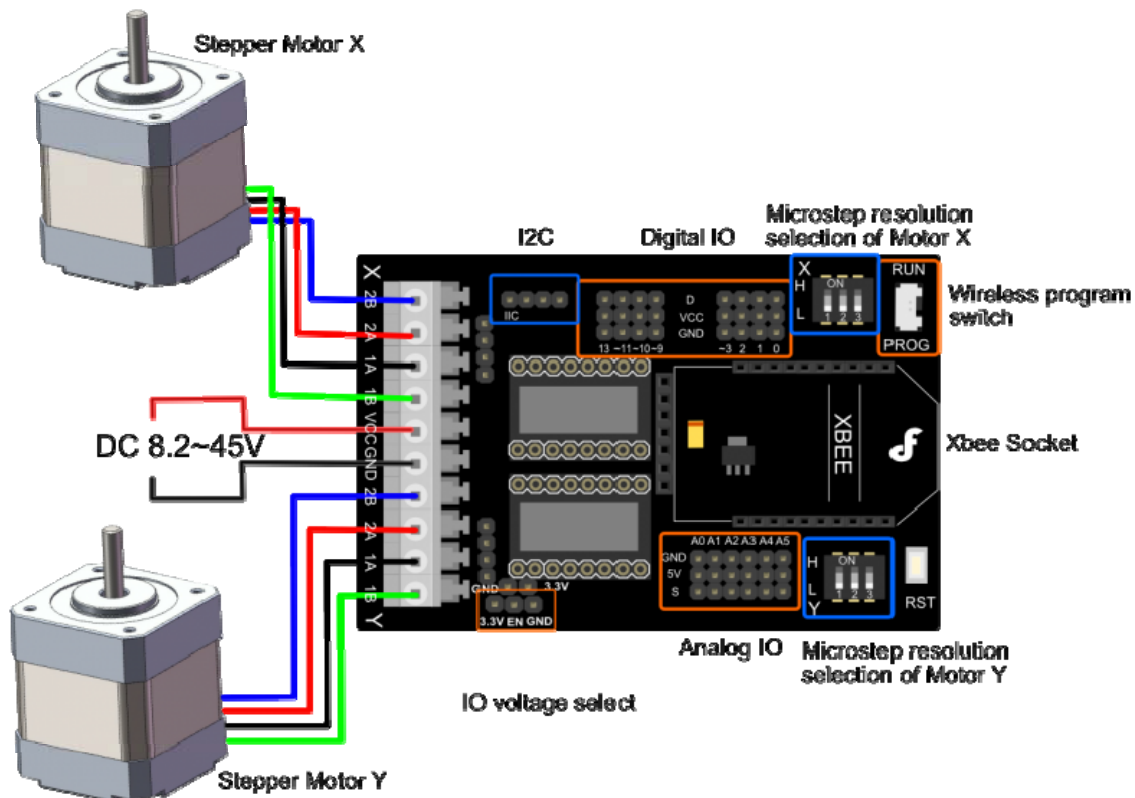 Stepper Motor X
I2C
Digital IO
Microstep resolution
selection of Motor X
Wireless program
switch
X
2B
2A
1A
1B
VCC
GND
2B
2A
1A
1B
Y
DC 8.2~45V
IIC
D
VCC
GND
13 ~11 ~10 ~9
~3 2 1 0
X
H
L
ON
1 2 3
RUN
PROG
XBEE
Xbee Socket
A0 A1 A2 A3 A4 A5
GND
5V
S
H
L
Y
ON
1 2 3
RST
GND 3.3V
3.3V EN GND
Analog IO
Microstep resolution
selection of Motor Y
IO voltage select
Stepper Motor Y